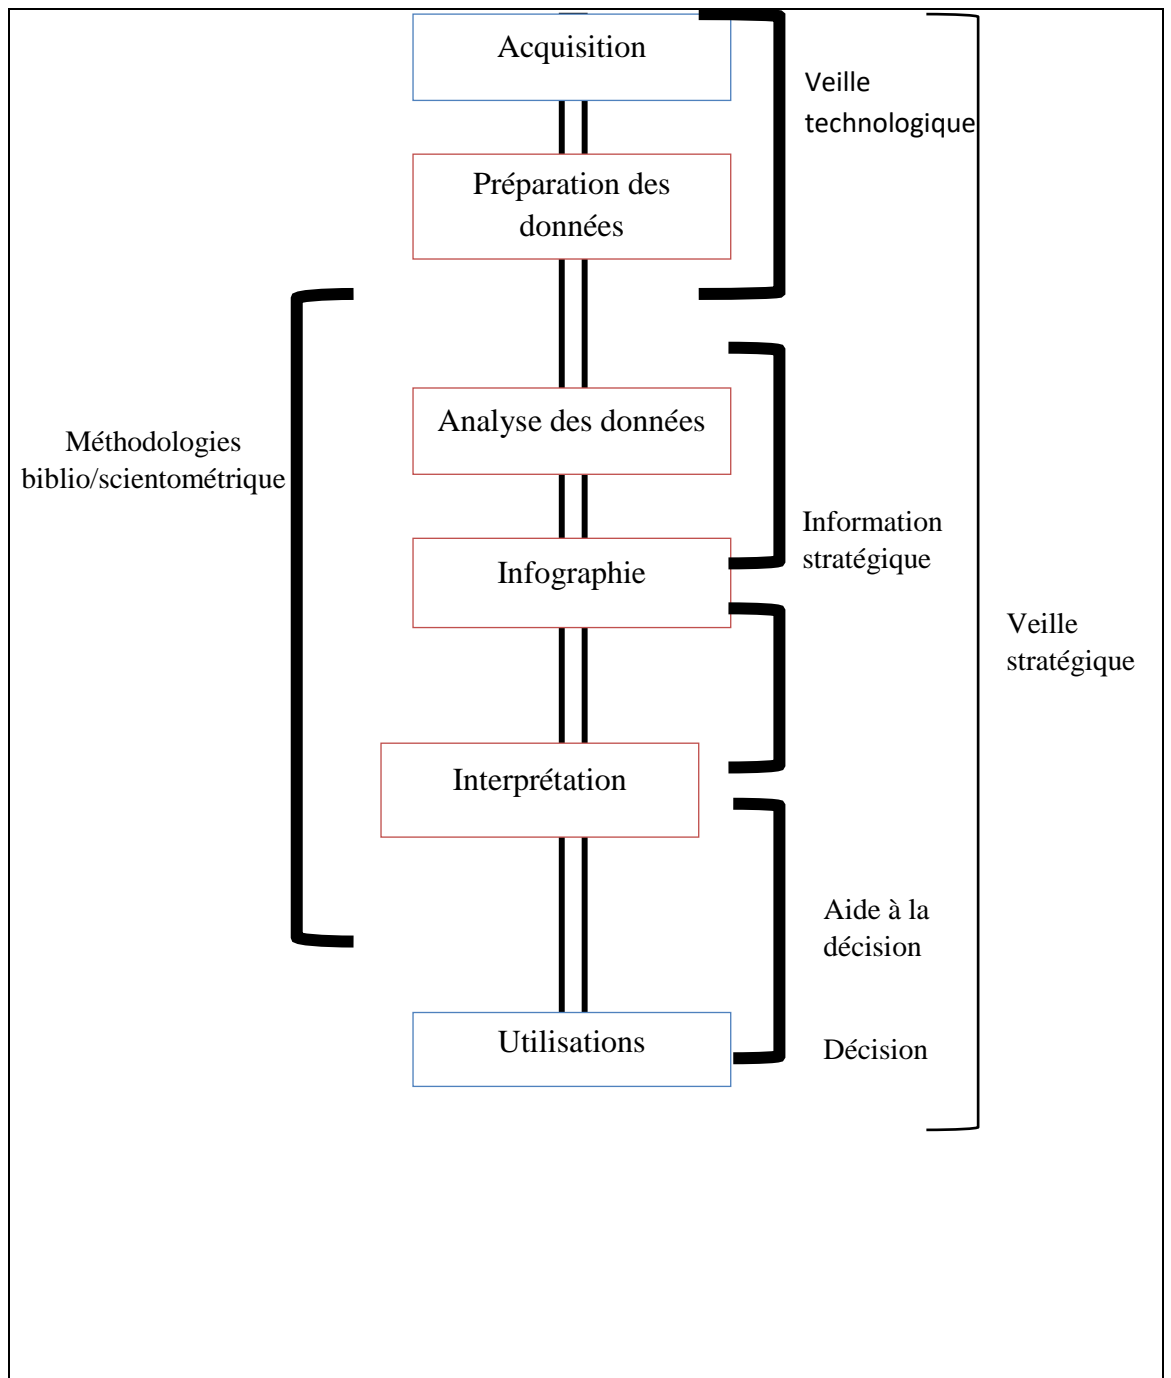 Acquisition
Veille
technologique
Préparation des
données
Analyse des données
Méthodologies
biblio/scientométrique
Information
stratégique
Infographie
Veille
stratégique
Interprétation
Aide à la
décision
Utilisations
Décision